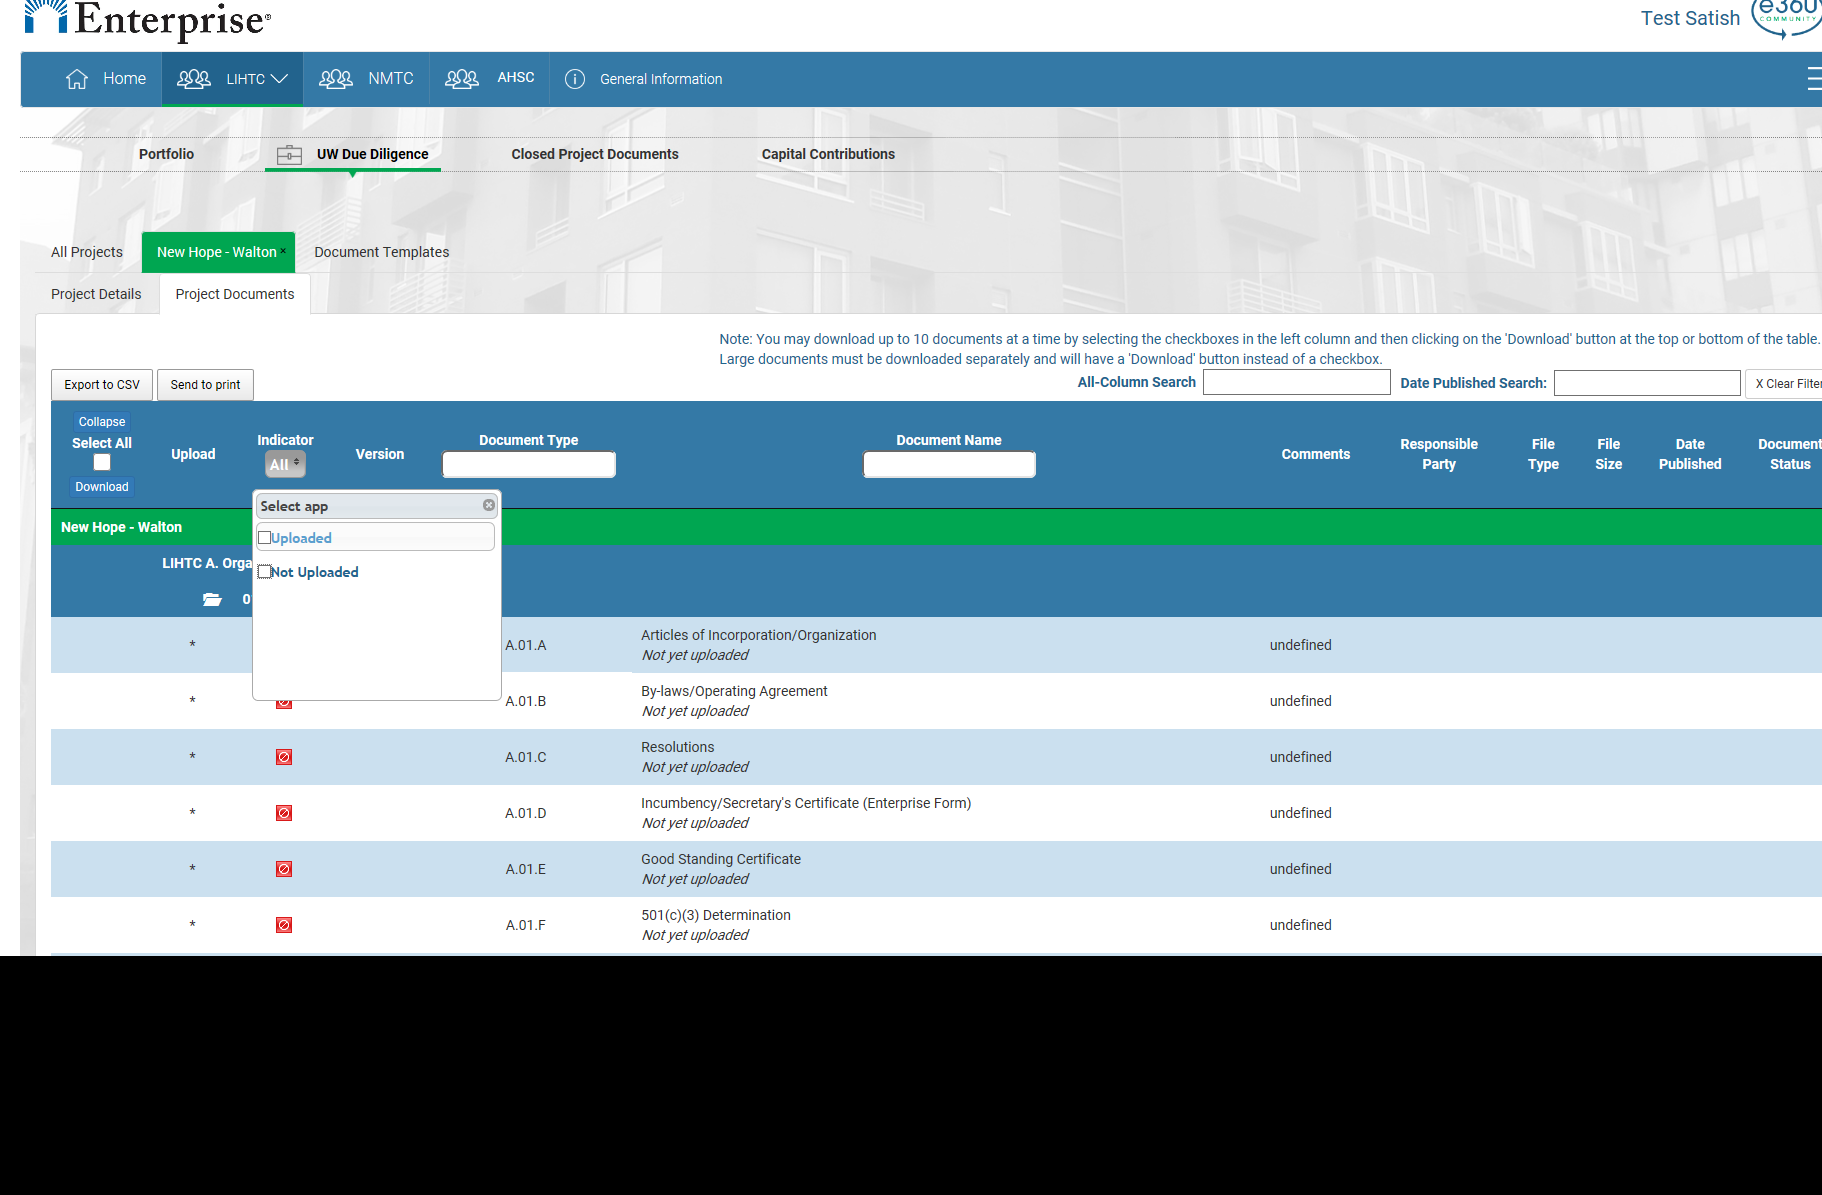 Enterprise®
Test Satish
e360
COMMUNITY
Home
LIHTC
NMTC
AHSC
General Information
Portfolio
UW Due Diligence
Closed Project Documents
Capital Contributions
All Projects
New Hope - Walton ×
Document Templates
Project Details
Project Documents
Note: You may download up to 10 documents at a time by selecting the checkboxes in the left column and then clicking on the 'Download' button at the top or bottom of the table.
Large documents must be downloaded separately and will have a 'Download' button instead of a checkbox.
Export to CSV
Send to print
All-Column Search
Date Published Search:
X Clear Filter
Collapse
Select All
Download
Upload
Indicator
All
Version
Document Type
Document Name
Comments
Responsible
Party
File
Type
File
Size
Date
Published
Document
Status
Select app
Uploaded
Not Uploaded
New Hope - Walton
LIHTC A. Orga
0
* A.01.A Articles of Incorporation/Organization undefined
Not yet uploaded
* A.01.B By-laws/Operating Agreement undefined
Not yet uploaded
* A.01.C Resolutions undefined
Not yet uploaded
* A.01.D Incumbency/Secretary's Certificate (Enterprise Form) undefined
Not yet uploaded
* A.01.E Good Standing Certificate undefined
Not yet uploaded
* A.01.F 501(c)(3) Determination undefined
Not yet uploaded